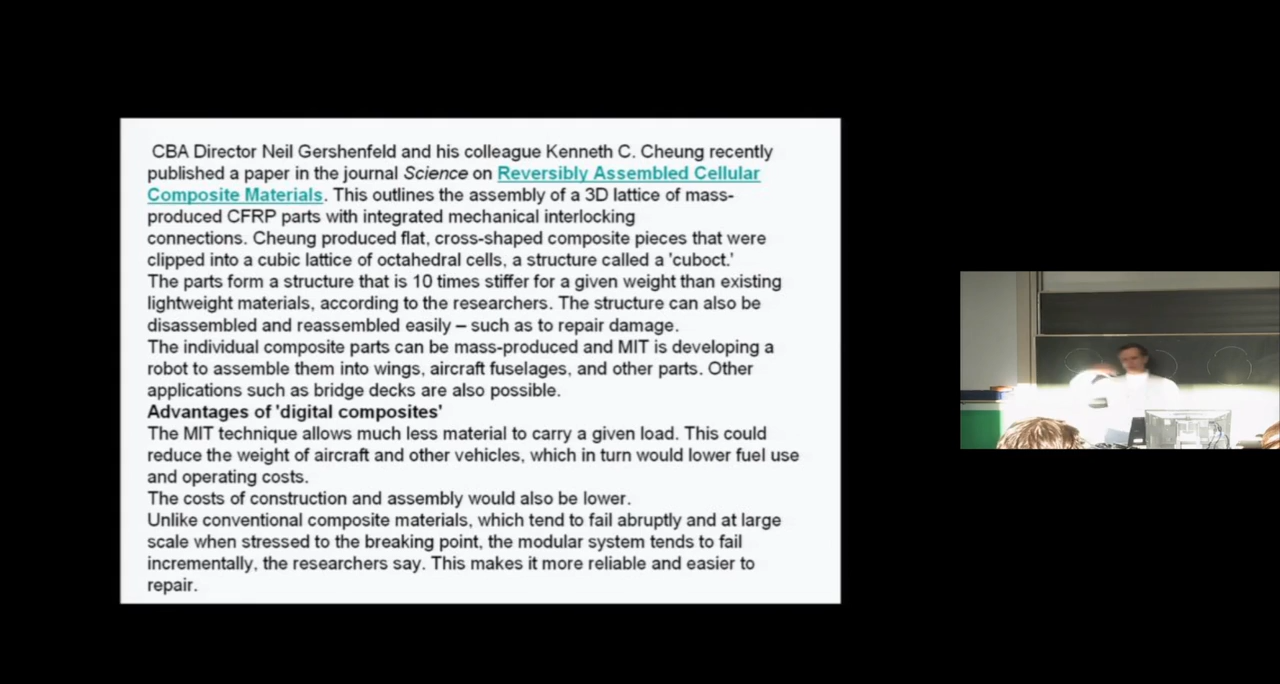 CBA Director Neil Gershenfeld and his colleague Kenneth C. Cheung recently
published a paper in the journal Science on Reversibly Assembled Cellular
Composite Materials. This outlines the assembly of a 3D lattice of mass-
produced CFRP parts with integrated mechanical interlocking
connections. Cheung produced flat, cross-shaped composite pieces that were
clipped into a cubic lattice of octahedral cells, a structure called a 'cuboct.'
The parts form a structure that is 10 times stiffer for a given weight than existing
lightweight materials, according to the researchers. The structure can also be
disassembled and reassembled easily – such as to repair damage.
The individual composite parts can be mass-produced and MIT is developing a
robot to assemble them into wings, aircraft fuselages, and other parts. Other
applications such as bridge decks are also possible.
Advantages of 'digital composites'
The MIT technique allows much less material to carry a given load. This could
reduce the weight of aircraft and other vehicles, which in turn would lower fuel use
and operating costs.
The costs of construction and assembly would also be lower.
Unlike conventional composite materials, which tend to fail abruptly and at large
scale when stressed to the breaking point, the modular system tends to fail
incrementally, the researchers say. This makes it more reliable and easier to
repair.